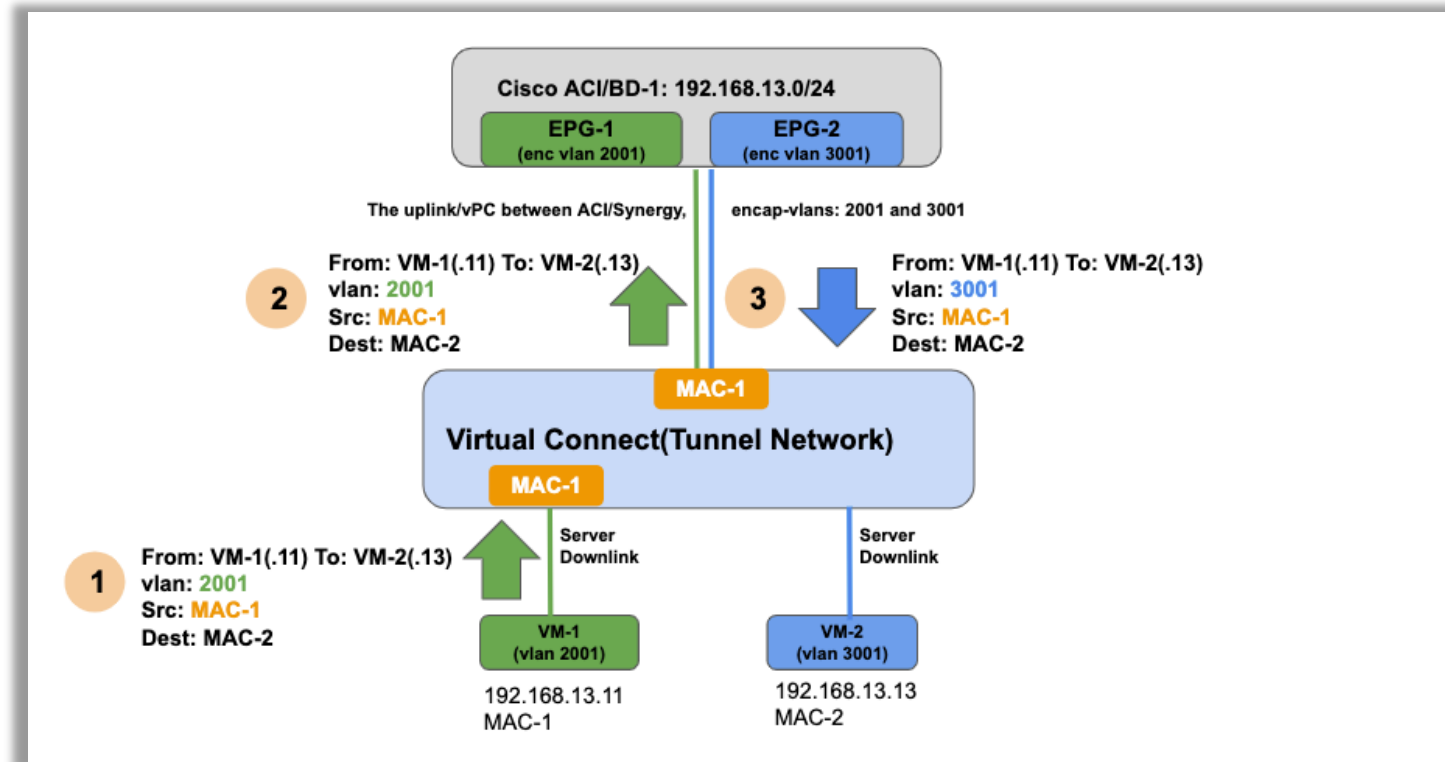 Cisco ACI/BD-1: 192.168.13.0/24
EPG-1
(enc vlan 2001)
EPG-2
(enc vlan 3001)
The uplink/vPC between ACI/Synergy,
encap-vlans: 2001 and 3001
2
From: VM-1(.11) To: VM-2(.13)
vlan: 2001
Src: MAC-1
Dest: MAC-2
3
From: VM-1(.11) To: VM-2(.13)
vlan: 3001
Src: MAC-1
Dest: MAC-2
MAC-1
Virtual Connect(Tunnel Network)
MAC-1
1
From: VM-1(.11) To: VM-2(.13)
vlan: 2001
Src: MAC-1
Dest: MAC-2
Server
Downlink
Server
Downlink
VM-1
(vlan 2001)
VM-2
(vlan 3001)
192.168.13.11
MAC-1
192.168.13.13
MAC-2